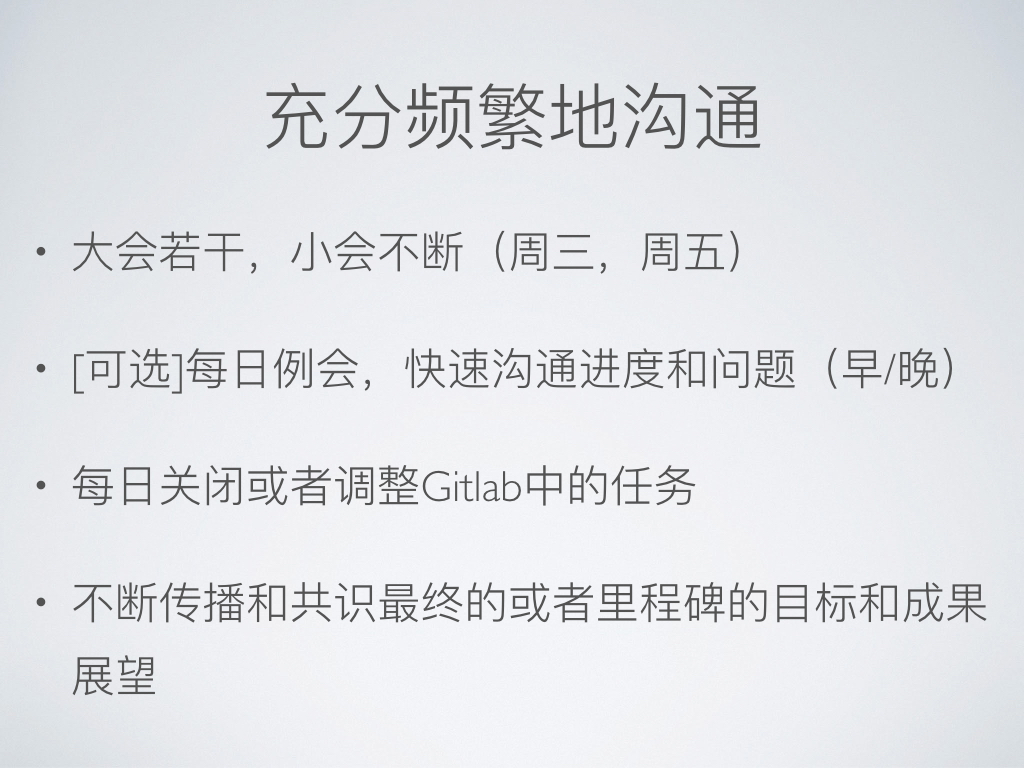 充分频繁地沟通
• 大会若干，小会不断（周三，周五）
• [可选]每日例会，快速沟通进度和问题（早/晚）
• 每日关闭或者调整Gitlab中的任务
• 不断传播和共识最终的或者里程碑的目标和成果
展望